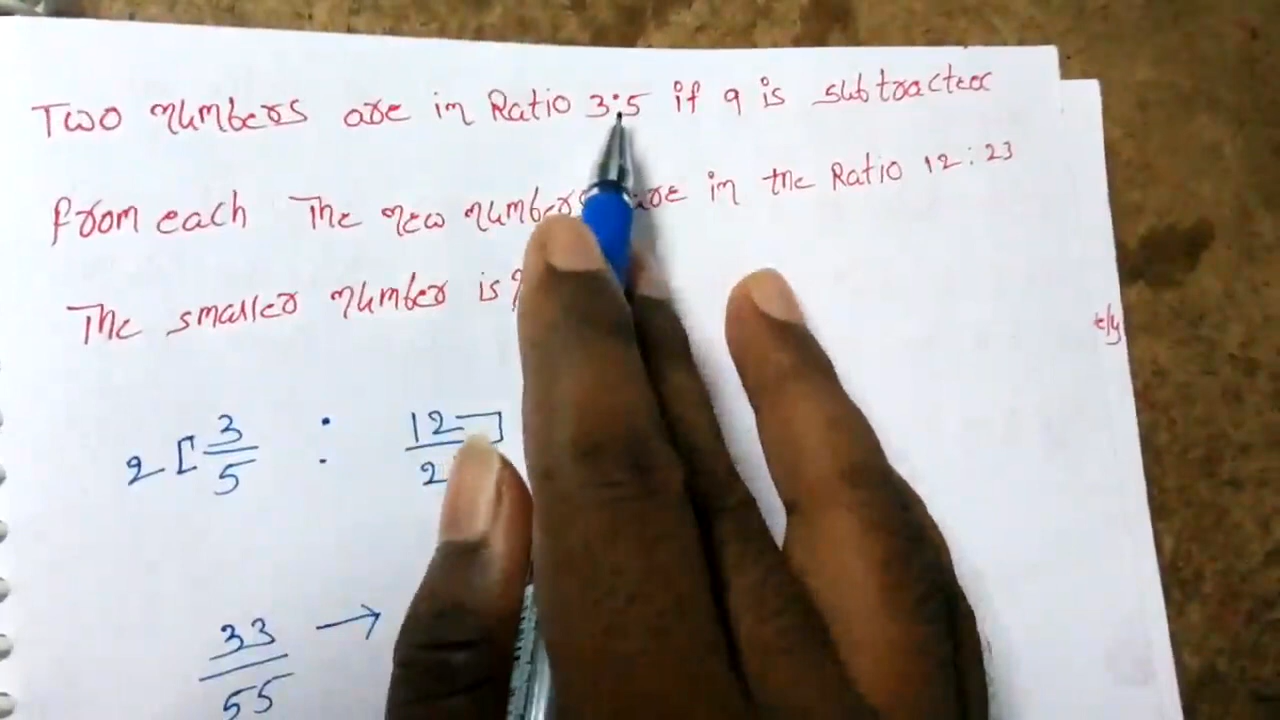 Two numbers are in Ratio 3:5 if 9 is subtracted
from each The new numbers are in the Ratio 12:23
The smaller number is?
2[3/5 : 12/2 ]
33/55 →